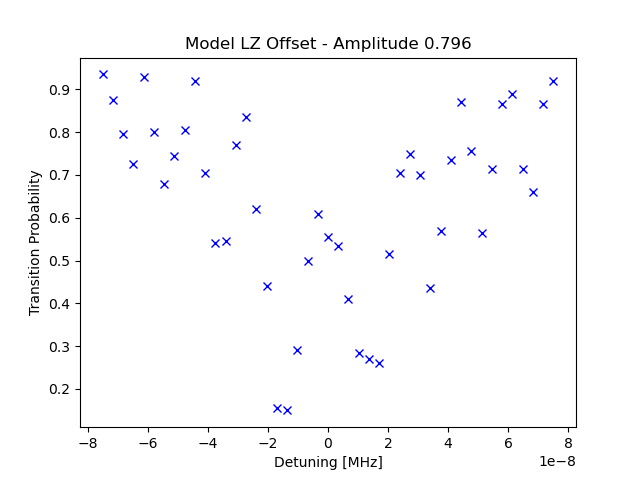 Model LZ Offset - Amplitude 0.796
Transition Probability
0.9
0.8
0.7
0.6
0.5
0.4
0.3
0.2
−8 −6 −4 −2 0 2 4 6 8
1e−8
Detuning [MHz]